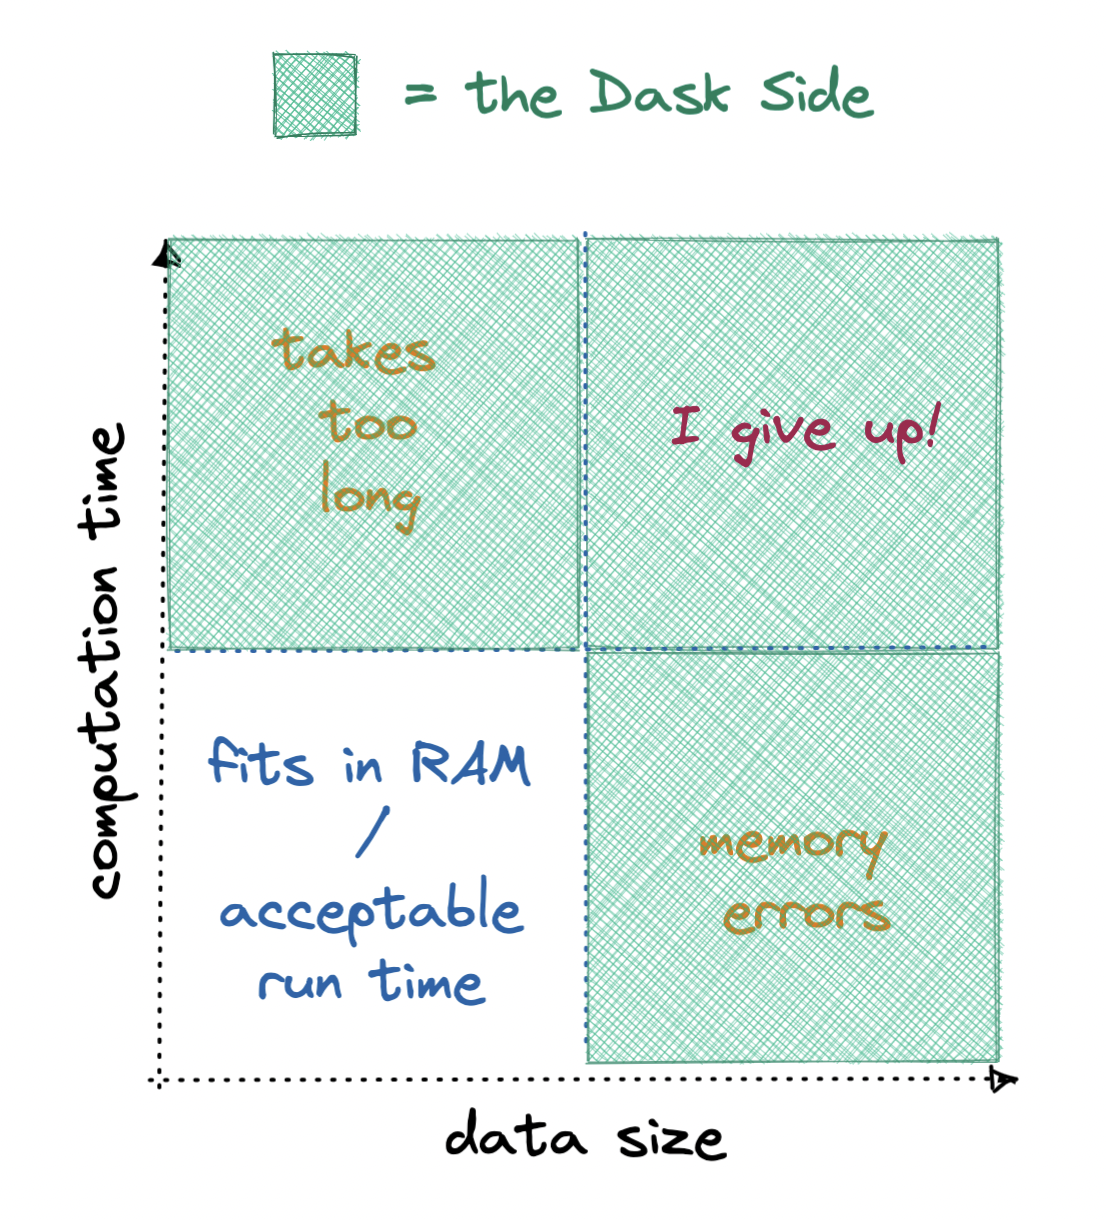 = the Dask Side
takes
too
long
I give up!
computation time
fits in RAM
/
acceptable
run time
memory
errors
data size